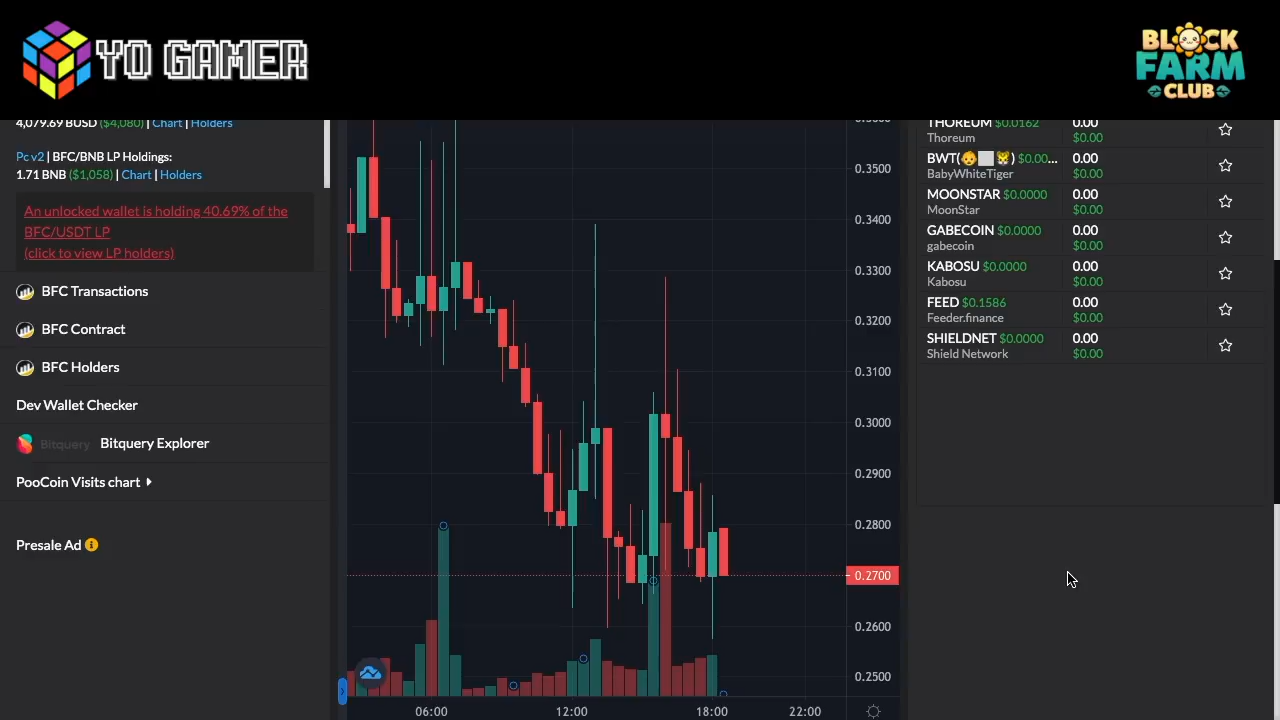 YO GAMER
BLOCK
FARM
CLUB
4,079.69 BUSD ($4,080) | Chart | Holders
Pc v2 | BFC/BNB LP Holdings:
1.71 BNB ($1,058) | Chart | Holders
An unlocked wallet is holding 40.69% of the
BFC/USDT LP
(click to view LP holders)
BFC Transactions
BFC Contract
BFC Holders
Dev Wallet Checker
Bitquery Bitquery Explorer
PooCoin Visits chart
Presale Ad
0.3500
0.3400
0.3300
0.3200
0.3100
0.3000
0.2900
0.2800
0.2700
0.2600
0.2500
06:00 12:00 18:00 22:00
THOREUM $0.0162 0.00
Thoreum $0.00
BWT(👶⬜🐯) $0.00... 0.00
BabyWhiteTiger $0.00
MOONSTAR $0.0000 0.00
MoonStar $0.00
GABECOIN $0.0000 0.00
gabecoin $0.00
KABOSU $0.0000 0.00
Kabosu $0.00
FEED $0.1586 0.00
Feeder.finance $0.00
SHIELDNET $0.0000 0.00
Shield Network $0.00